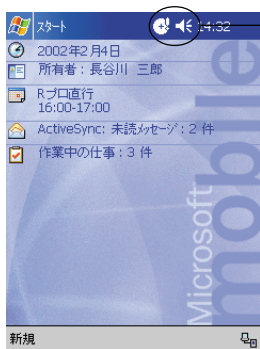 スタート 14:32
2002年2月4日
所有者：長谷川 三郎
Rプロ直行
16:00-17:00
ActiveSync: 未読メッセージ：2 件
作業中の仕事：3 件
Microsoft
mobile
新規